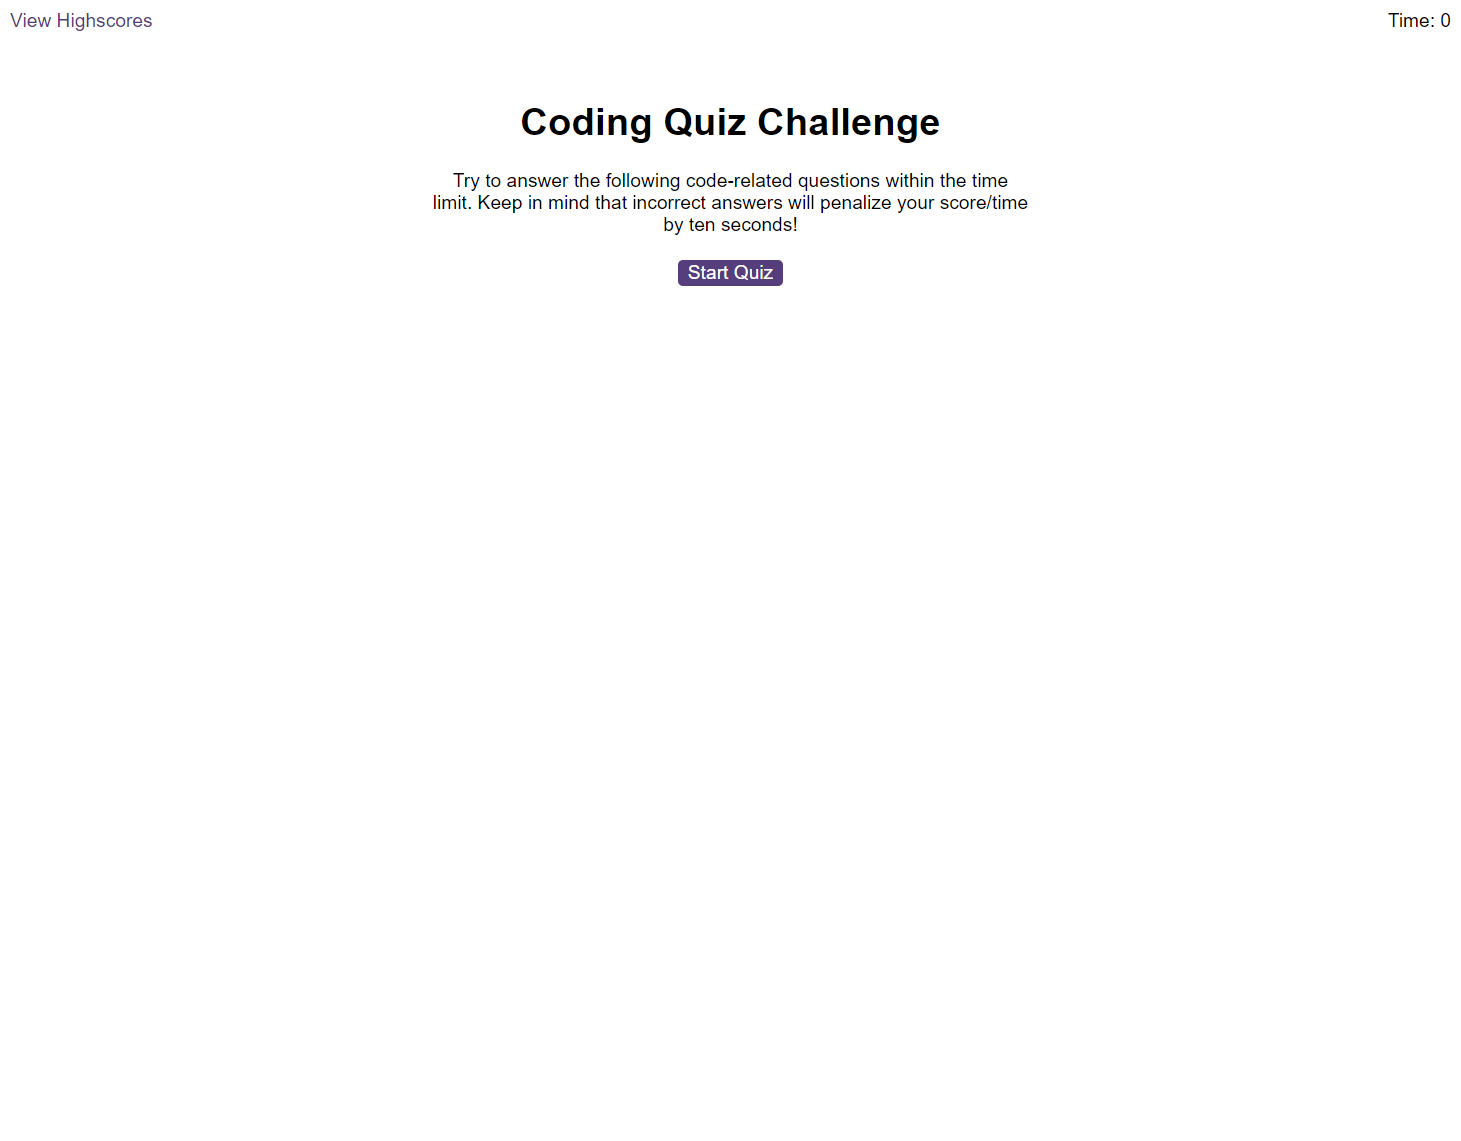 View Highscores
Time: 0
Coding Quiz Challenge
Try to answer the following code-related questions within the time
limit. Keep in mind that incorrect answers will penalize your score/time
by ten seconds!
Start Quiz